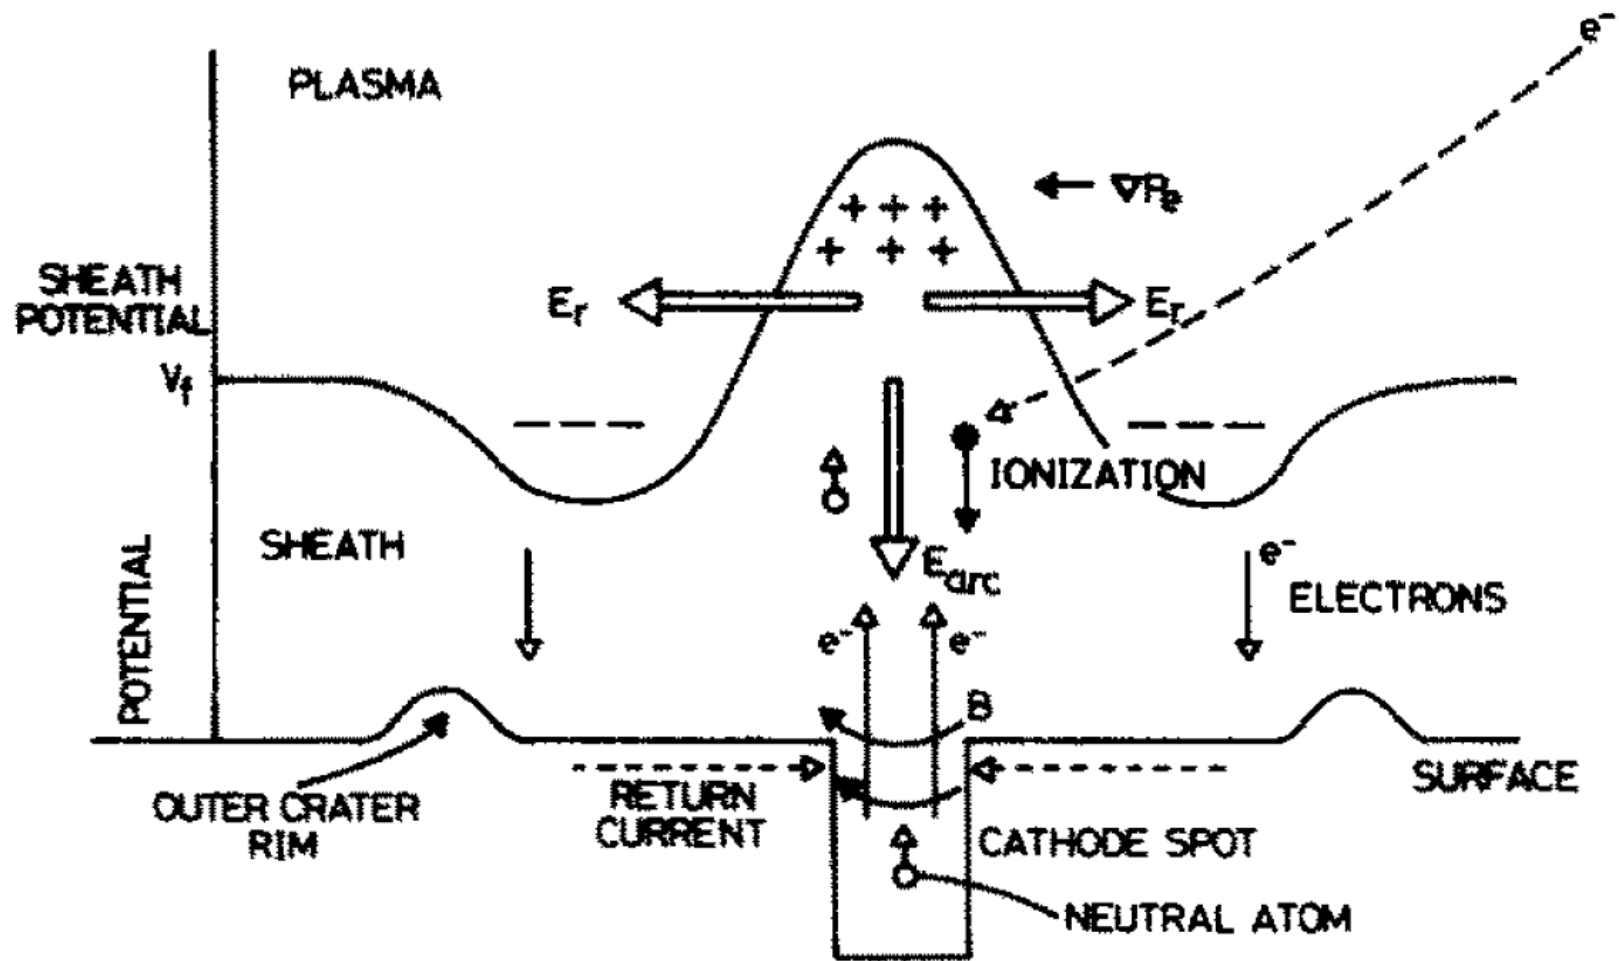 e⁻
PLASMA
∇Pe
SHEATH
POTENTIAL
Er
Er
Vf
IONIZATION
SHEATH
Earc
e⁻
ELECTRONS
POTENTIAL
e⁻
e⁻
B
OUTER CRATER
RIM
RETURN
CURRENT
SURFACE
CATHODE SPOT
NEUTRAL ATOM